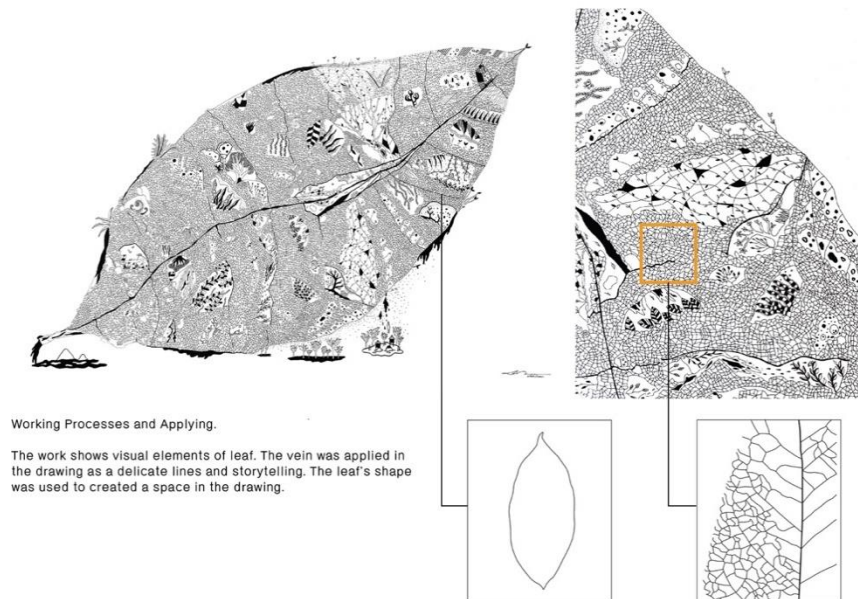 Working Processes and Applying.
The work shows visual elements of leaf. The vein was applied in
the drawing as a delicate lines and storytelling. The leaf's shape
was used to created a space in the drawing.